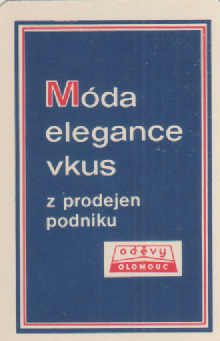 Móda
elegance
vkus
z prodejen
podniku
oděvy
OLOMOUC